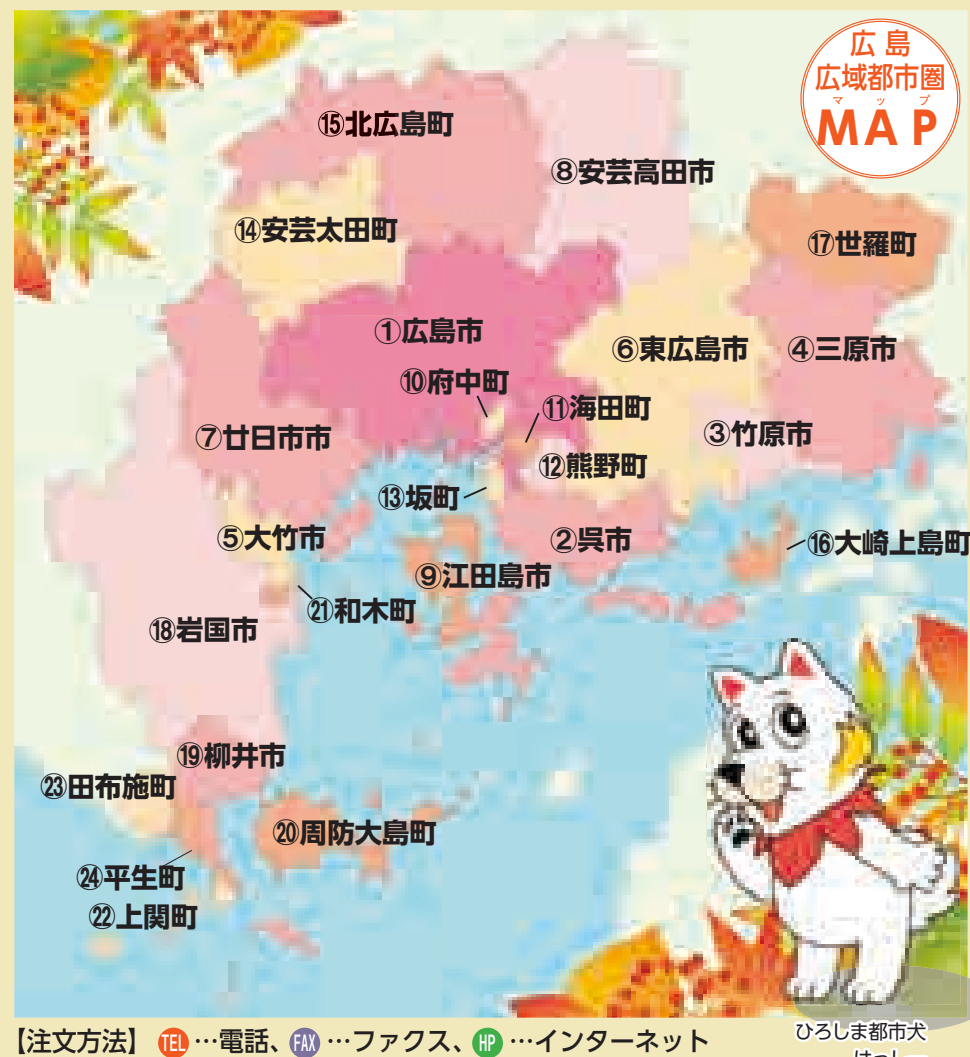 広島
広域都市圏
マップ
MAP
⑮北広島町
⑧安芸高田市
⑭安芸太田町
⑰世羅町
①広島市
⑥東広島市
④三原市
⑩府中町
⑪海田町
③竹原市
⑦廿日市市
⑫熊野町
⑬坂町
⑤大竹市
②呉市
⑯大崎上島町
⑨江田島市
㉑和木町
⑱岩国市
⑲柳井市
㉓田布施町
⑳周防大島町
㉔平生町
㉒上関町
【注文方法】 TEL…電話、FAX…ファクス、HP…インターネット
ひろしま都市犬